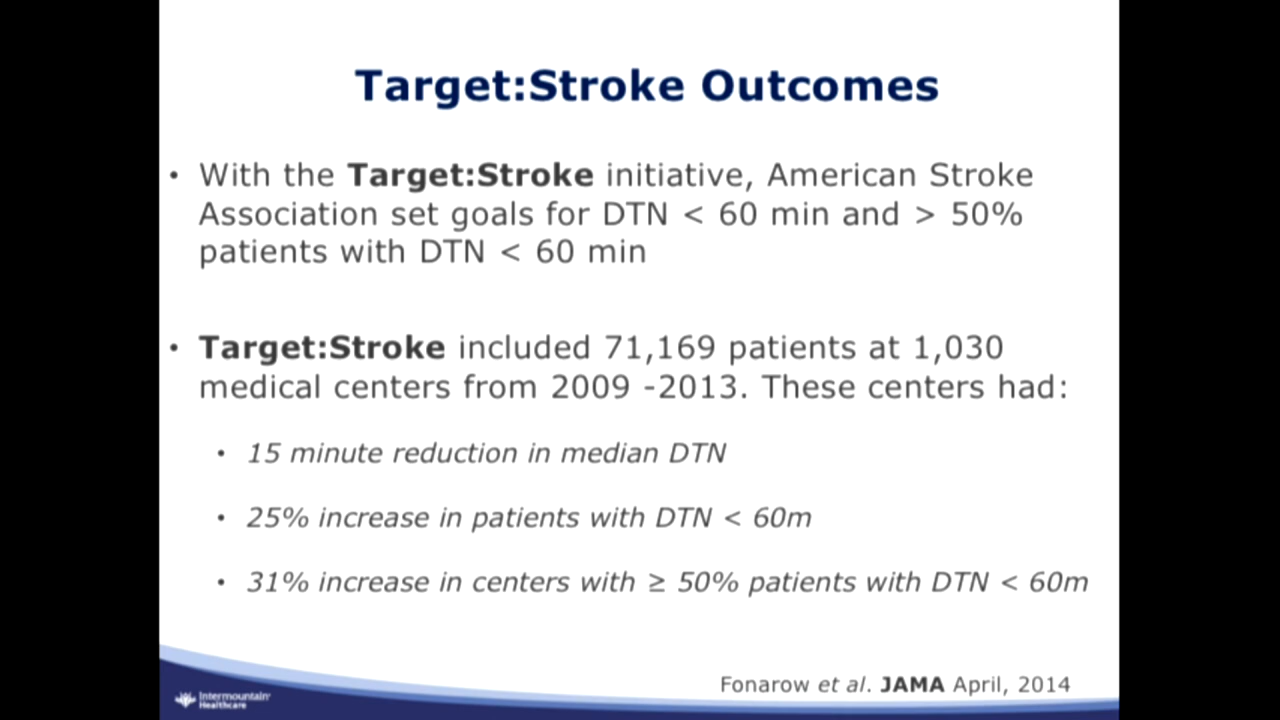 Target:Stroke Outcomes
• With the Target:Stroke initiative, American Stroke
Association set goals for DTN < 60 min and > 50%
patients with DTN < 60 min
• Target:Stroke included 71,169 patients at 1,030
medical centers from 2009 -2013. These centers had:
• 15 minute reduction in median DTN
• 25% increase in patients with DTN < 60m
• 31% increase in centers with ≥ 50% patients with DTN < 60m
Fonarow et al. JAMA April, 2014
Intermountain
Healthcare